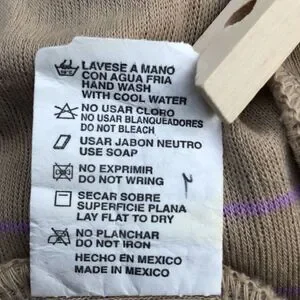 LAVESE A MANO
CON AGUA FRIA
HAND WASH
WITH COOL WATER
NO USAR CLORO
NO USAR BLANQUEADORES
DO NOT BLEACH
USAR JABON NEUTRO
USE SOAP
NO EXPRIMIR
DO NOT WRING
SECAR SOBRE
SUPERFICIE PLANA
LAY FLAT TO DRY
NO PLANCHAR
DO NOT IRON
HECHO EN MEXICO
MADE IN MEXICO